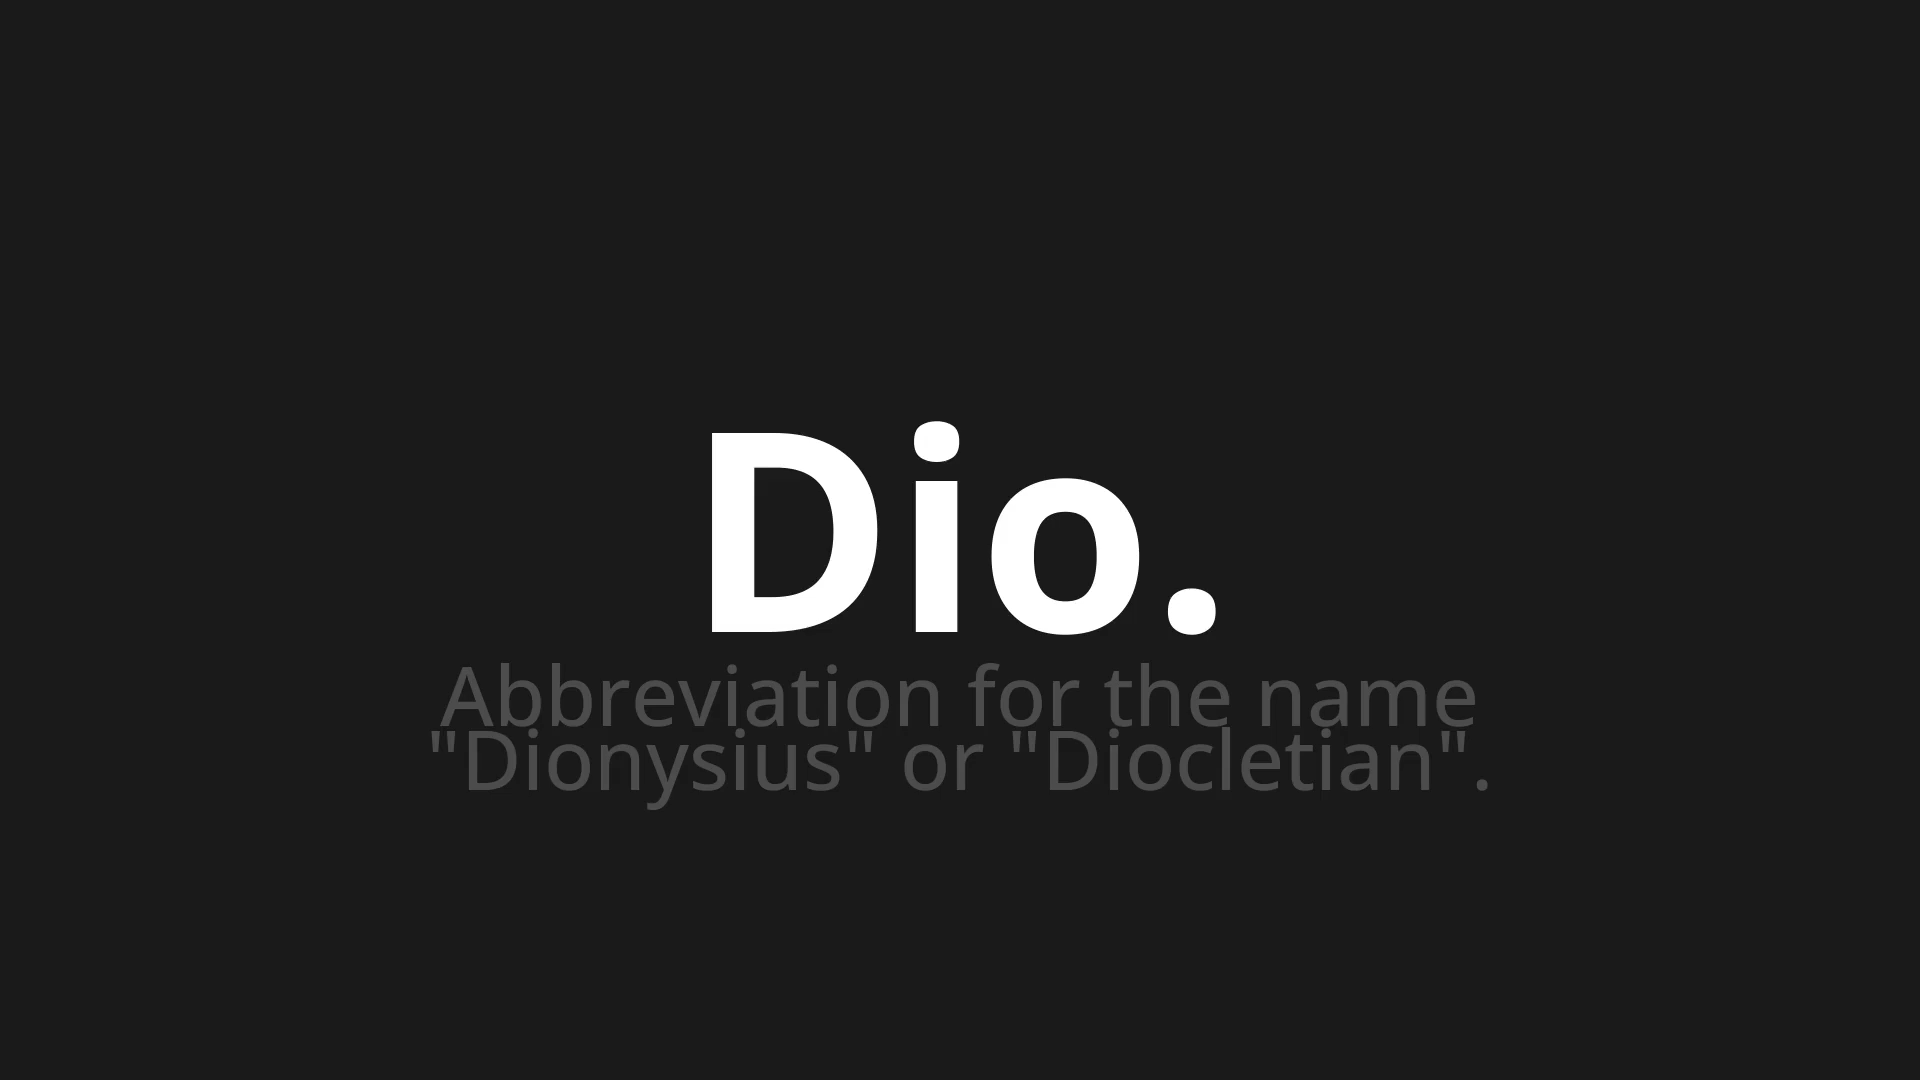 Dio.
Abbreviation for the name
"Dionysius" or "Diocletian".